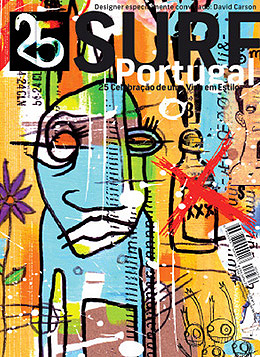 Designer especialmente convidado: David Carson
25 SURF
Portugal
25 Celebração de uma Vida em Estilo
XXX